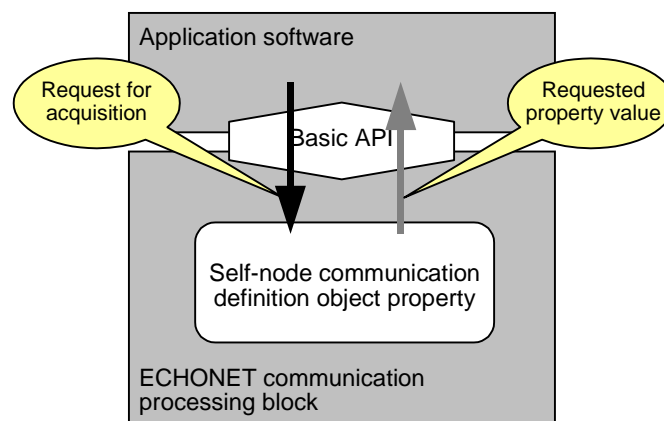 Application software
Request for
acquisition
Requested
property value
Basic API
Self-node communication
definition object property
ECHONET communication
processing block